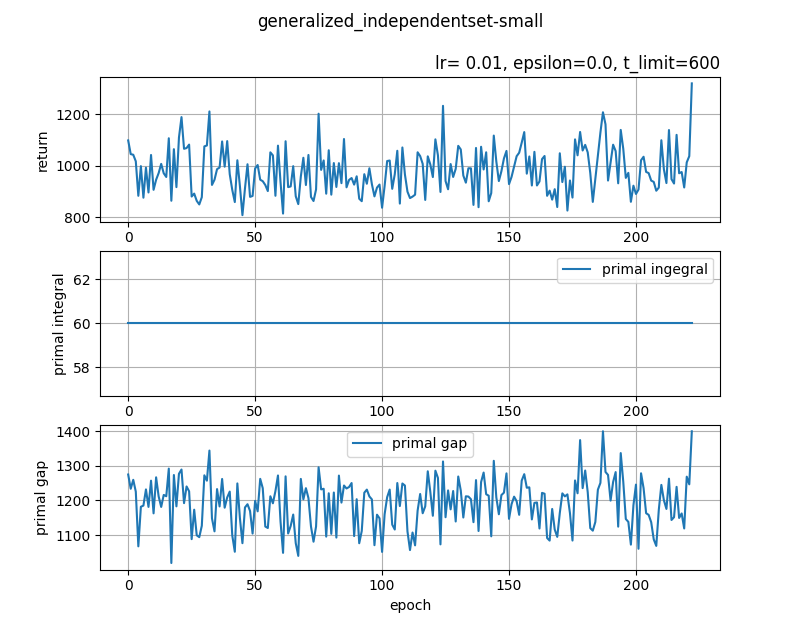 generalized_independentset-small
lr= 0.01, epsilon=0.0, t_limit=600
1200
1000
800
return
0 50 100 150 200
62
60
58
primal integral
primal ingegral
0 50 100 150 200
1400
1300
1200
1100
primal gap
primal gap
0 50 100 150 200
epoch